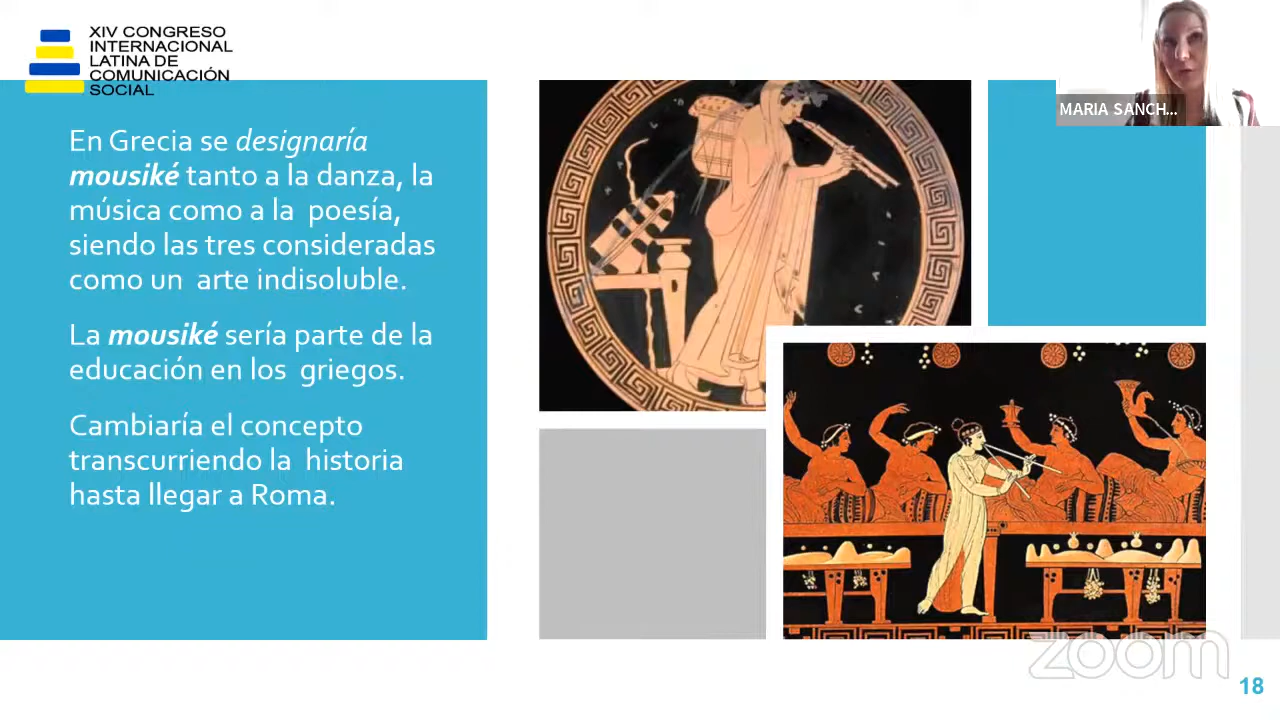 XIV CONGRESO
INTERNACIONAL
LATINA DE
COMUNICACIÓN
SOCIAL
MARIA SANCH...
En Grecia se designaría
mousiké tanto a la danza, la
música como a la poesía,
siendo las tres consideradas
como un arte indisoluble.
La mousiké sería parte de la
educación en los griegos.
Cambiaría el concepto
transcurriendo la historia
hasta llegar a Roma.
zoom
18